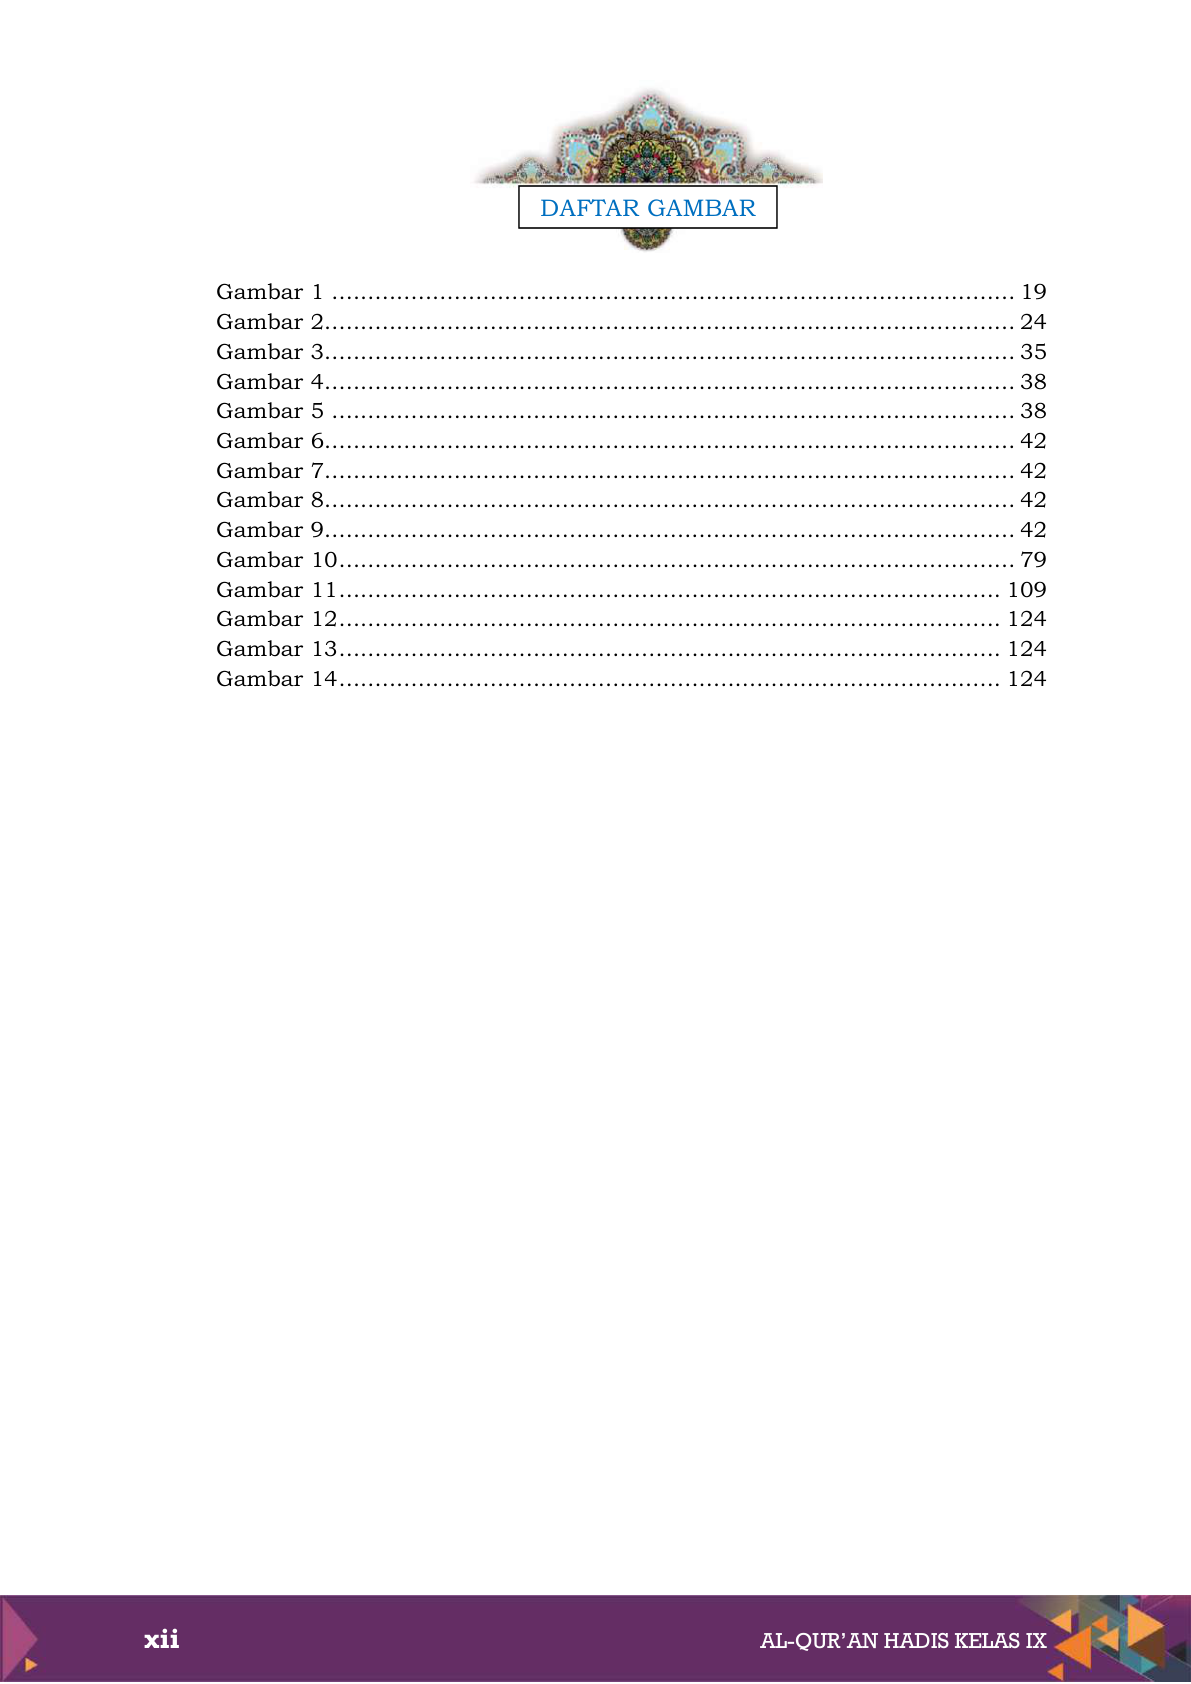 DAFTAR GAMBAR
Gambar 1 ............................................................................................... 19
Gambar 2................................................................................................ 24
Gambar 3................................................................................................ 35
Gambar 4................................................................................................ 38
Gambar 5 ............................................................................................... 38
Gambar 6................................................................................................ 42
Gambar 7................................................................................................ 42
Gambar 8................................................................................................ 42
Gambar 9................................................................................................ 42
Gambar 10.............................................................................................. 79
Gambar 11............................................................................................ 109
Gambar 12............................................................................................ 124
Gambar 13............................................................................................ 124
Gambar 14............................................................................................ 124
xii
AL-QUR’AN HADIS KELAS IX